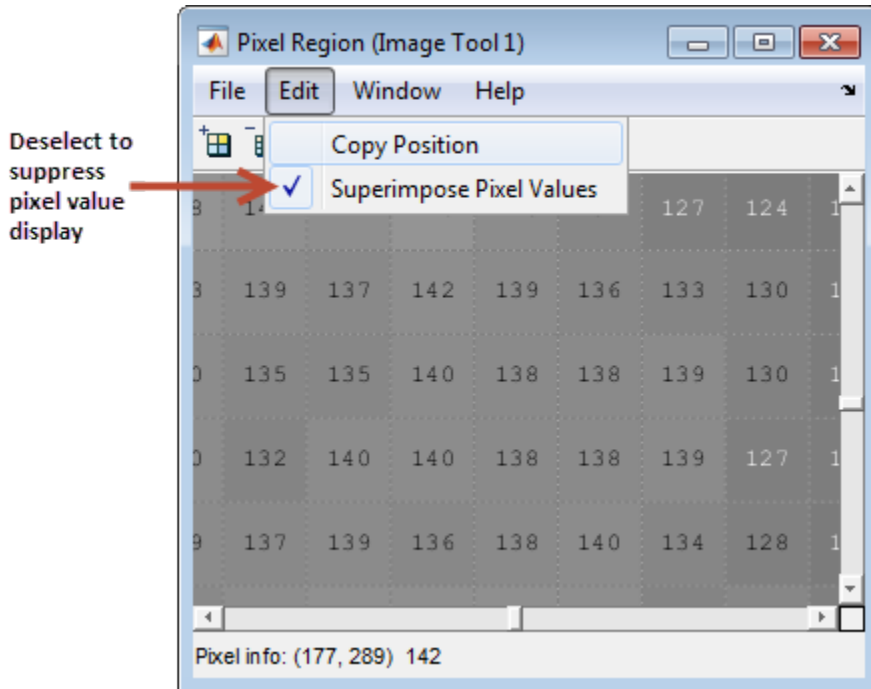 Pixel Region (Image Tool 1)
File Edit Window Help
Copy Position
Superimpose Pixel Values
Deselect to
suppress
pixel value
display
127 124
139 137 142 139 136 133 130
135 135 140 138 138 139 130
132 140 140 138 138 139 127
137 139 136 138 140 134 128
Pixel info: (177, 289) 142